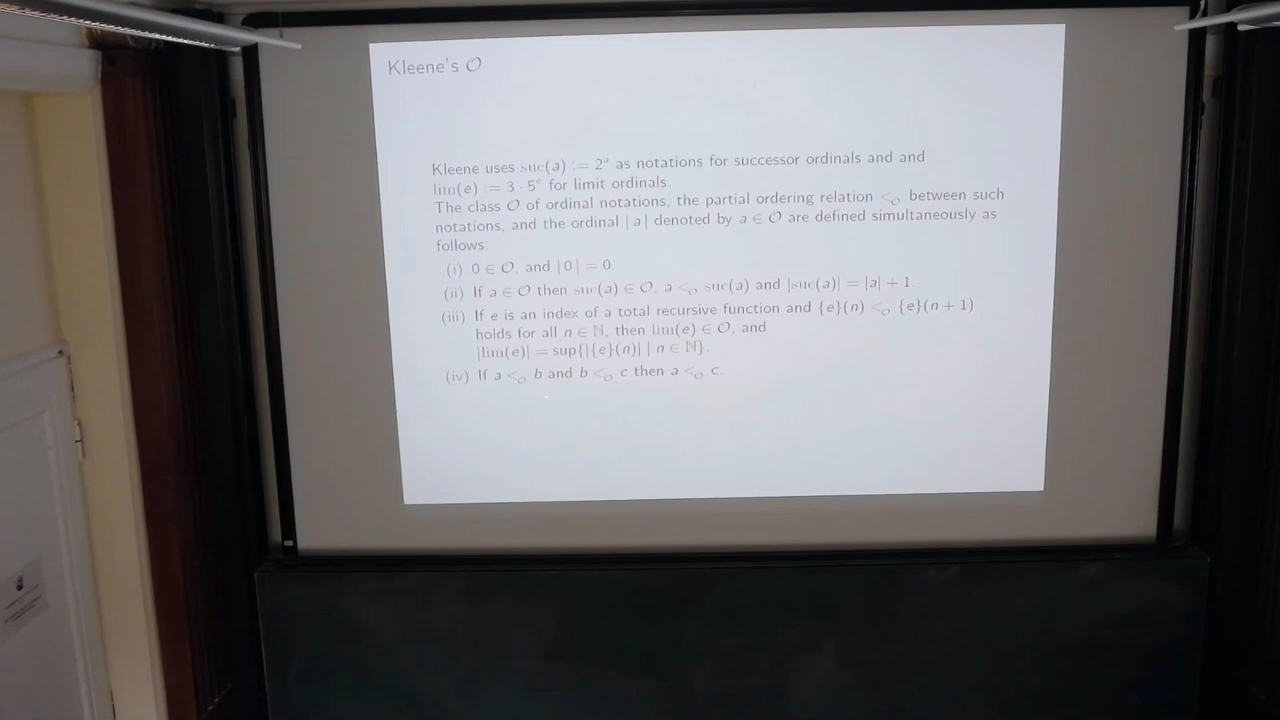 Kleene's 𝒪
Kleene uses suc(a) := 2ᵃ as notations for successor ordinals and and
lim(e) := 3 · 5ᵉ for limit ordinals.
The class 𝒪 of ordinal notations, the partial ordering relation <_𝒪 between such
notations, and the ordinal |a| denoted by a ∈ 𝒪 are defined simultaneously as
follows:
(i) 0 ∈ 𝒪, and |0| = 0.
(ii) If a ∈ 𝒪 then suc(a) ∈ 𝒪, a <_𝒪 suc(a) and |suc(a)| = |a| + 1.
(iii) If e is an index of a total recursive function and {e}(n) <_𝒪 {e}(n + 1)
holds for all n ∈ ℕ, then lim(e) ∈ 𝒪, and
|lim(e)| = sup{|{e}(n)| | n ∈ ℕ}.
(iv) If a <_𝒪 b and b <_𝒪 c then a <_𝒪 c.